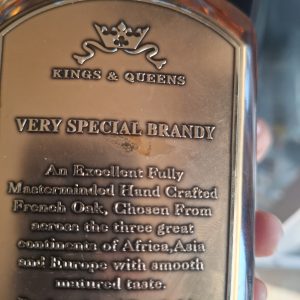 KINGS & QUEENS
VERY SPECIAL BRANDY
An Excellent Fully
Masterminded Hand Crafted
French Oak, Chosen From
across the three great
continents of Africa,Asia
and Europe with smooth
matured taste.